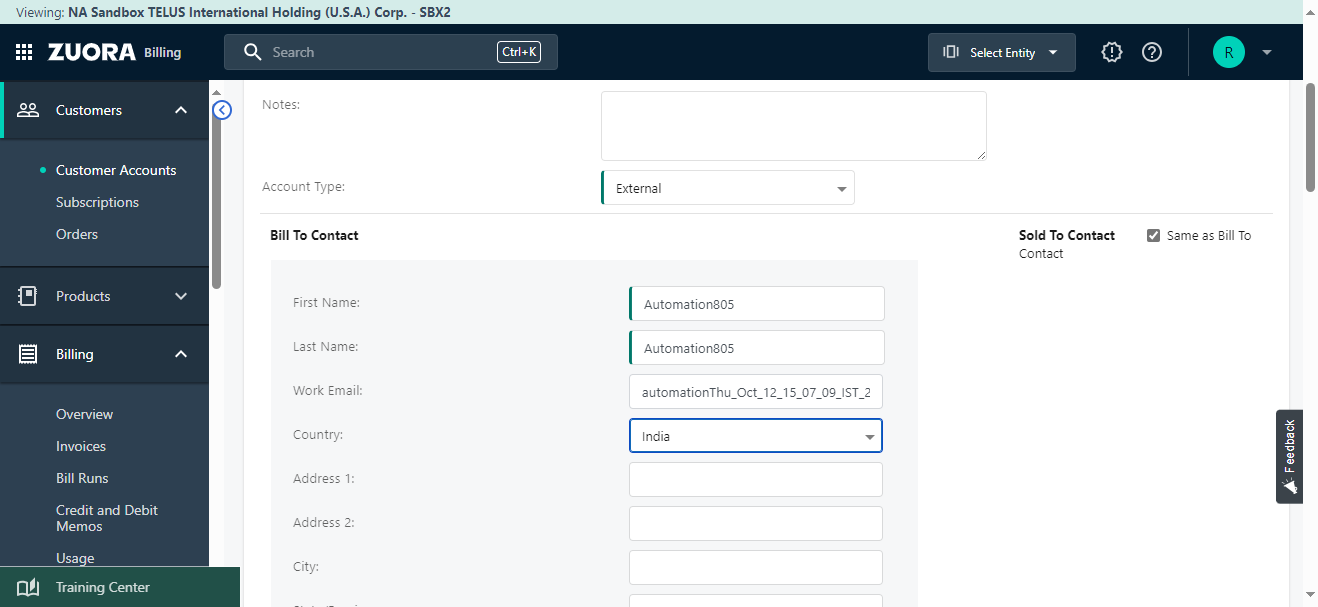 Viewing: NA Sandbox TELUS International Holding (U.S.A.) Corp. - SBX2
ZUORA Billing
Search
Ctrl+K
Select Entity
R
Customers
Customer Accounts
Subscriptions
Orders
Products
Billing
Overview
Invoices
Bill Runs
Credit and Debit
Memos
Usage
Training Center
Notes:
Account Type:
External
Bill To Contact
Sold To Contact
Same as Bill To
Contact
First Name:
Automation805
Last Name:
Automation805
Work Email:
automationThu_Oct_12_15_07_09_IST_2
Country:
India
Address 1:
Address 2:
City:
Feedback